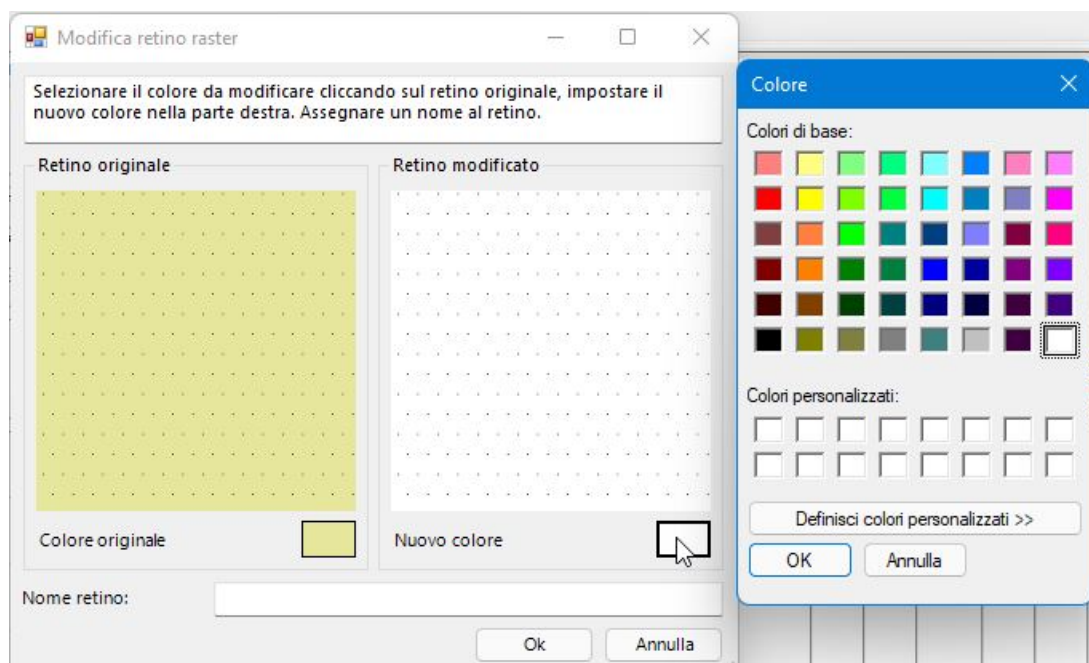 Modifica retino raster
Selezionare il colore da modificare cliccando sul retino originale, impostare il
nuovo colore nella parte destra. Assegnare un nome al retino.
Retino originale
Retino modificato
Colore originale
Nuovo colore
Nome retino:
Ok
Annulla
Colore
Colori di base:
Colori personalizzati:
Definisci colori personalizzati >>
OK
Annulla